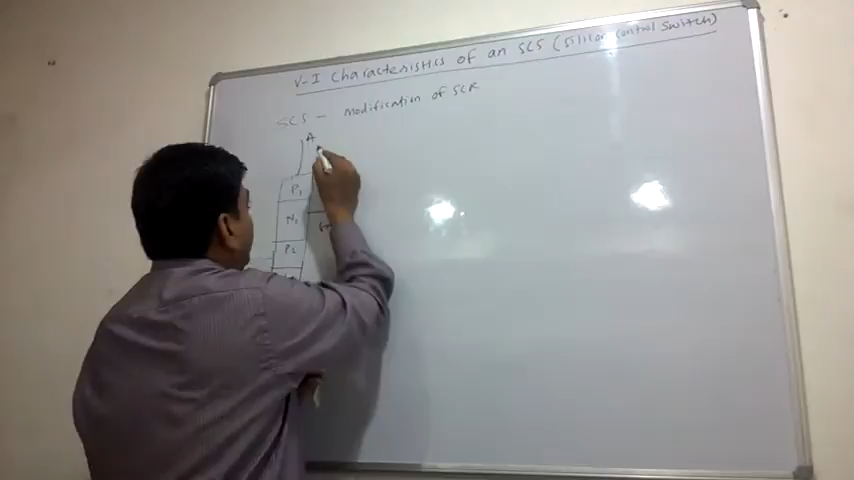 V-I Characteristics of an SCS (Silicon Control Switch)
SCS - Modification of SCR
A
P1
N1
P2